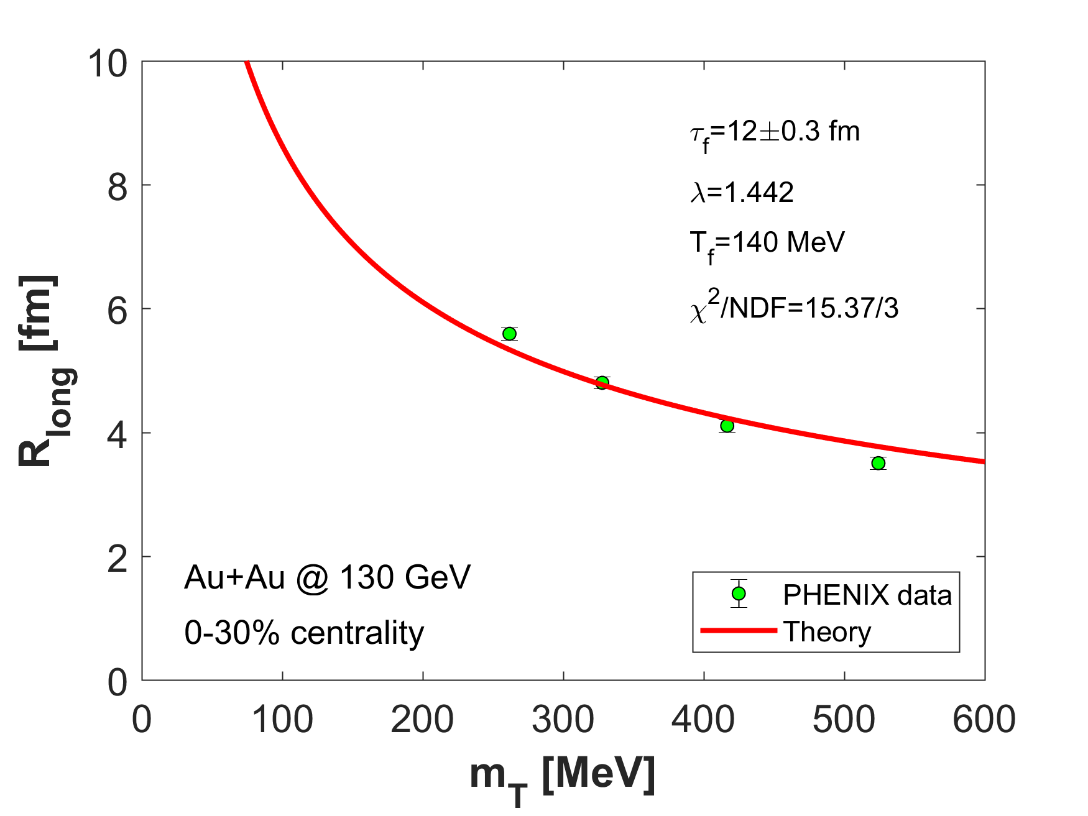 10
8
6
4
2
0
R_long [fm]
τ_f=12±0.3 fm
λ=1.442
T_f=140 MeV
χ²/NDF=15.37/3
Au+Au @ 130 GeV
0-30% centrality
PHENIX data
Theory
0 100 200 300 400 500 600
m_T [MeV]